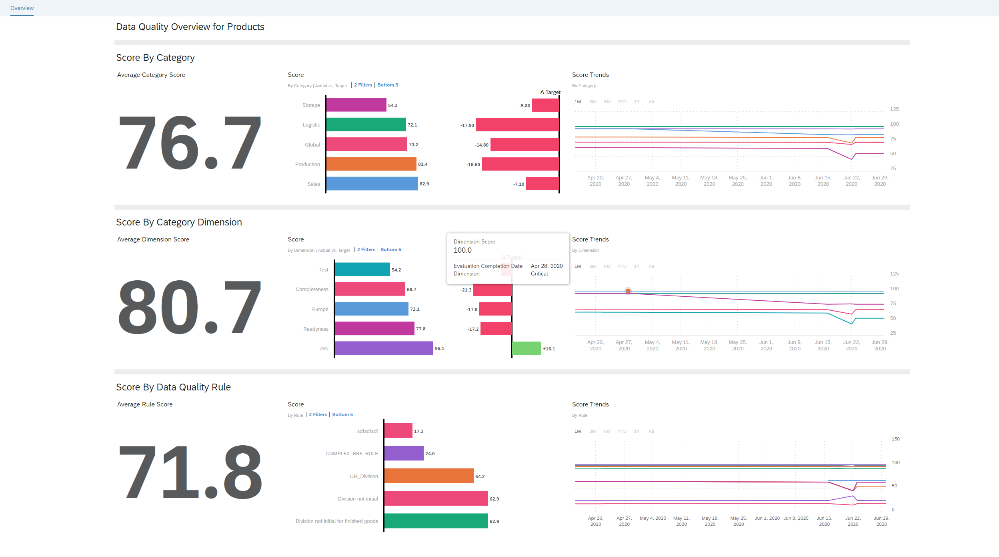 Overview
Data Quality Overview for Products
Score By Category
Average Category Score
76.7
Score
By Category | Actual vs. Target | 2 Filters | Bottom 5
Δ Target
Storage 54.2 -5.80
Logistic 72.1 -17.90
Global 73.2 -14.80
Production 81.4 -16.60
Sales 82.9 -7.10
Score Trends
By Category
1M 3M 6M YTD 1Y All
125
100
75
50
25
Apr 20, 2020
Apr 27, 2020
May 4, 2020
May 11, 2020
May 18, 2020
May 25, 2020
Jun 1, 2020
Jun 8, 2020
Jun 15, 2020
Jun 22, 2020
Jun 29, 2020
Score By Category Dimension
Average Dimension Score
80.7
Score
By Dimension | Actual vs. Target | 2 Filters | Bottom 5
Δ Target
Dimension Score
100.0
Evaluation Completion Date Apr 28, 2020
Dimension Critical
Test 54.2 -5.8
Completeness 68.7 -21.3
Europe 72.1 -17.9
Readyness 77.8 -17.2
APJ 96.1 +16.1
Score Trends
By Dimension
1M 3M 6M YTD 1Y All
125
100
75
50
25
Apr 20, 2020
Apr 27, 2020
May 4, 2020
May 11, 2020
May 18, 2020
May 25, 2020
Jun 1, 2020
Jun 8, 2020
Jun 15, 2020
Jun 22, 2020
Jun 29, 2020
Score By Data Quality Rule
Average Rule Score
71.8
Score
By Rule | 2 Filters | Bottom 5
sdfsdfsdf 17.3
COMPLEX_BRF_RULE 24.0
UH_Division 54.2
Division not initial 62.9
Division not initial for finished goods 62.9
Score Trends
By Rule
1M 3M 6M YTD 1Y All
150
100
50
0
Apr 20, 2020
Apr 27, 2020
May 4, 2020
May 11, 2020
May 18, 2020
May 25, 2020
Jun 1, 2020
Jun 8, 2020
Jun 15, 2020
Jun 22, 2020
Jun 29, 2020